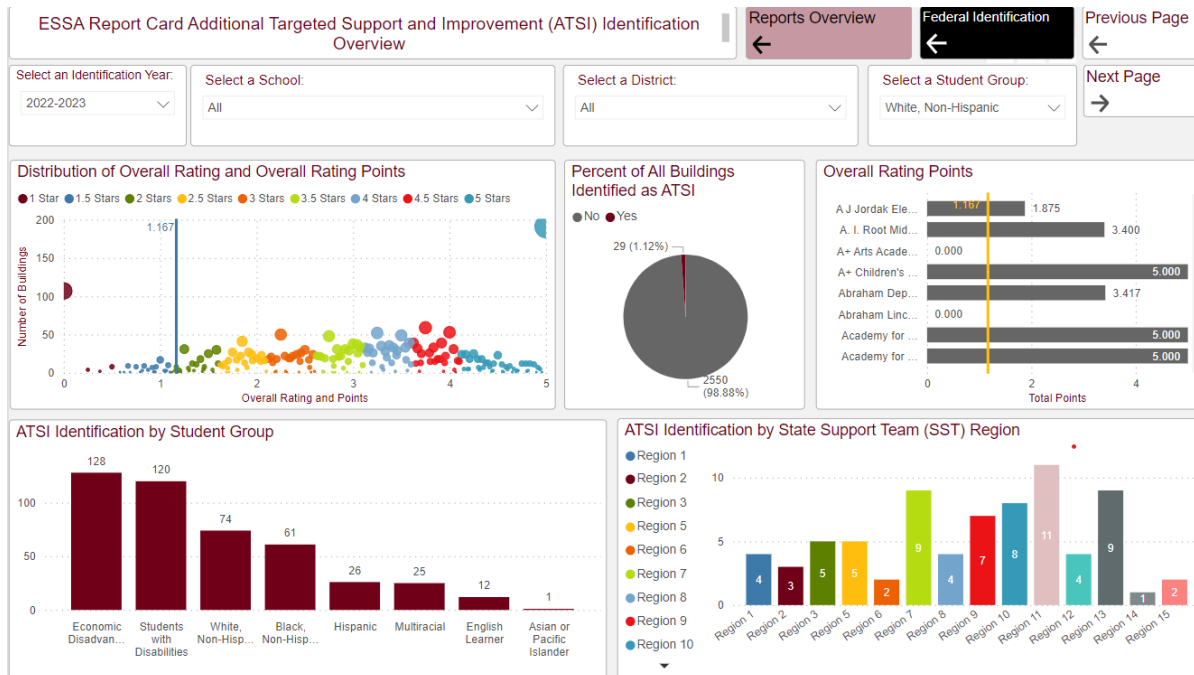 ESSA Report Card Additional Targeted Support and Improvement (ATSI) Identification
Overview
Reports Overview
Federal Identification
Previous Page
Select an Identification Year:
2022-2023
Select a School:
All
Select a District:
All
Select a Student Group:
White, Non-Hispanic
Next Page
Distribution of Overall Rating and Overall Rating Points
1 Star 1.5 Stars 2 Stars 2.5 Stars 3 Stars 3.5 Stars 4 Stars 4.5 Stars 5 Stars
Number of Buildings
200
150
100
50
0
1.167
0 1 2 3 4 5
Overall Rating and Points
Percent of All Buildings
Identified as ATSI
No Yes
29 (1.12%)
2550
(98.88%)
Overall Rating Points
1.167
A J Jordak Ele... 1.875
A. I. Root Mid... 3.400
A+ Arts Acade... 0.000
A+ Children's ... 5.000
Abraham Dep... 3.417
Abraham Linc... 0.000
Academy for ... 5.000
Academy for ... 5.000
0 2 4
Total Points
ATSI Identification by Student Group
100
50
0
128 120 74 61 26 25 12 1
Economic
Disadvan...
Students
with
Disabilities
White,
Non-Hisp...
Black,
Non-Hisp...
Hispanic
Multiracial
English
Learner
Asian or
Pacific
Islander
ATSI Identification by State Support Team (SST) Region
Region 1
Region 2
Region 3
Region 5
Region 6
Region 7
Region 8
Region 9
Region 10
10
5
0
4 3 5 5 2 9 4 7 8 11 4 9 1 2
Region 1 Region 2 Region 3 Region 5 Region 6 Region 7 Region 8 Region 9 Region 10 Region 11 Region 12 Region 13 Region 14 Region 15